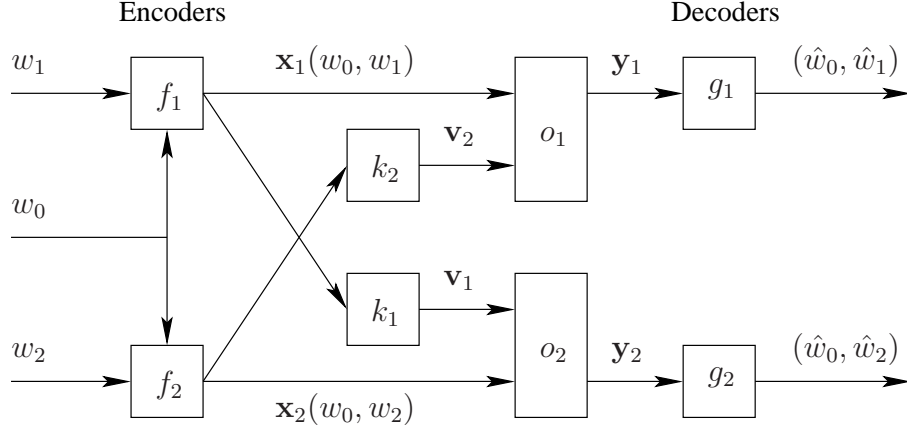 Encoders Decoders
w₁ f₁ 𝐱₁(w₀, w₁) 𝐲₁ g₁ (ŵ₀, ŵ₁)
k₂ 𝐯₂ o₁
w₀
k₁ 𝐯₁
w₂ f₂ 𝐱₂(w₀, w₂) o₂ 𝐲₂ g₂ (ŵ₀, ŵ₂)